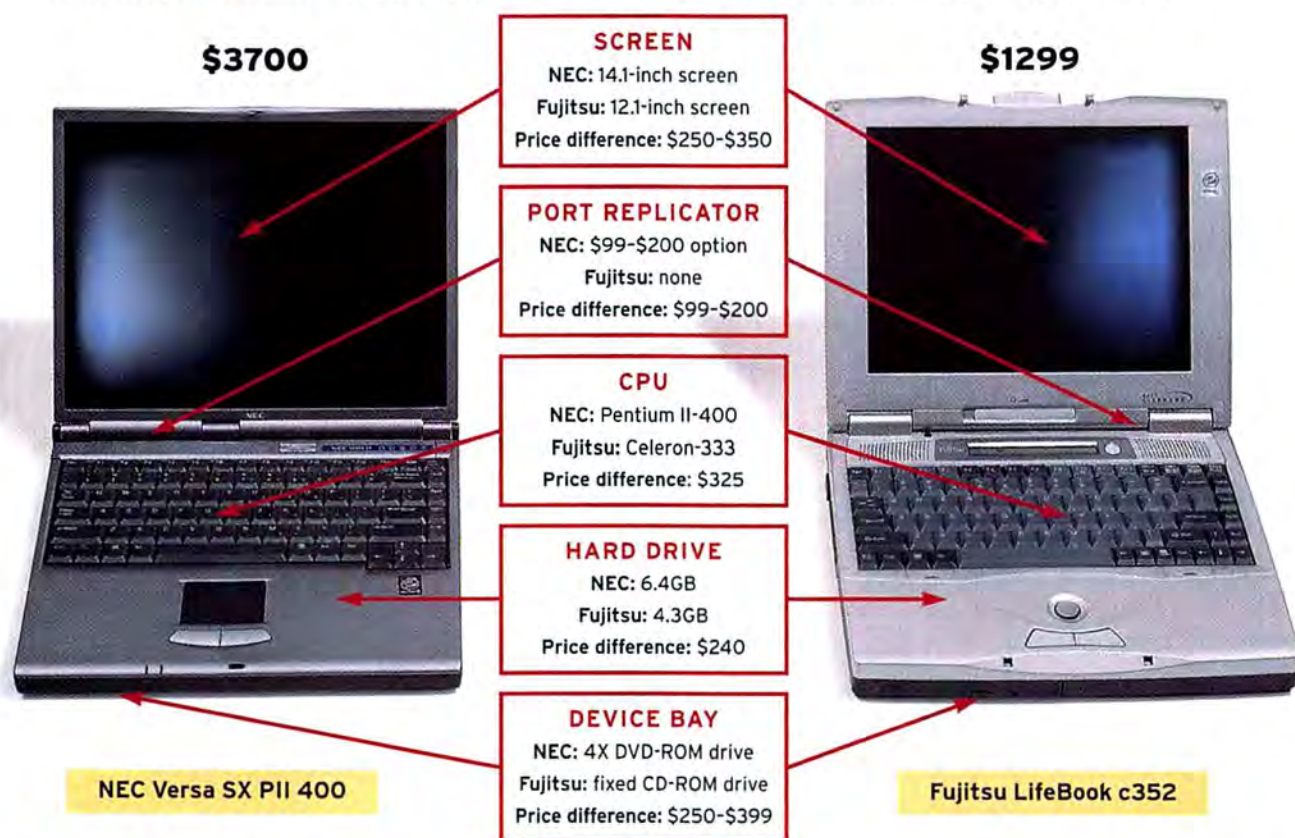 $3700
SCREEN
NEC: 14.1-inch screen
Fujitsu: 12.1-inch screen
Price difference: $250-$350
$1299
PORT REPLICATOR
NEC: $99-$200 option
Fujitsu: none
Price difference: $99-$200
CPU
NEC: Pentium II-400
Fujitsu: Celeron-333
Price difference: $325
HARD DRIVE
NEC: 6.4GB
Fujitsu: 4.3GB
Price difference: $240
DEVICE BAY
NEC: 4X DVD-ROM drive
Fujitsu: fixed CD-ROM drive
Price difference: $250-$399
NEC
NEC Versa SX PII 400
Fujitsu LifeBook c352